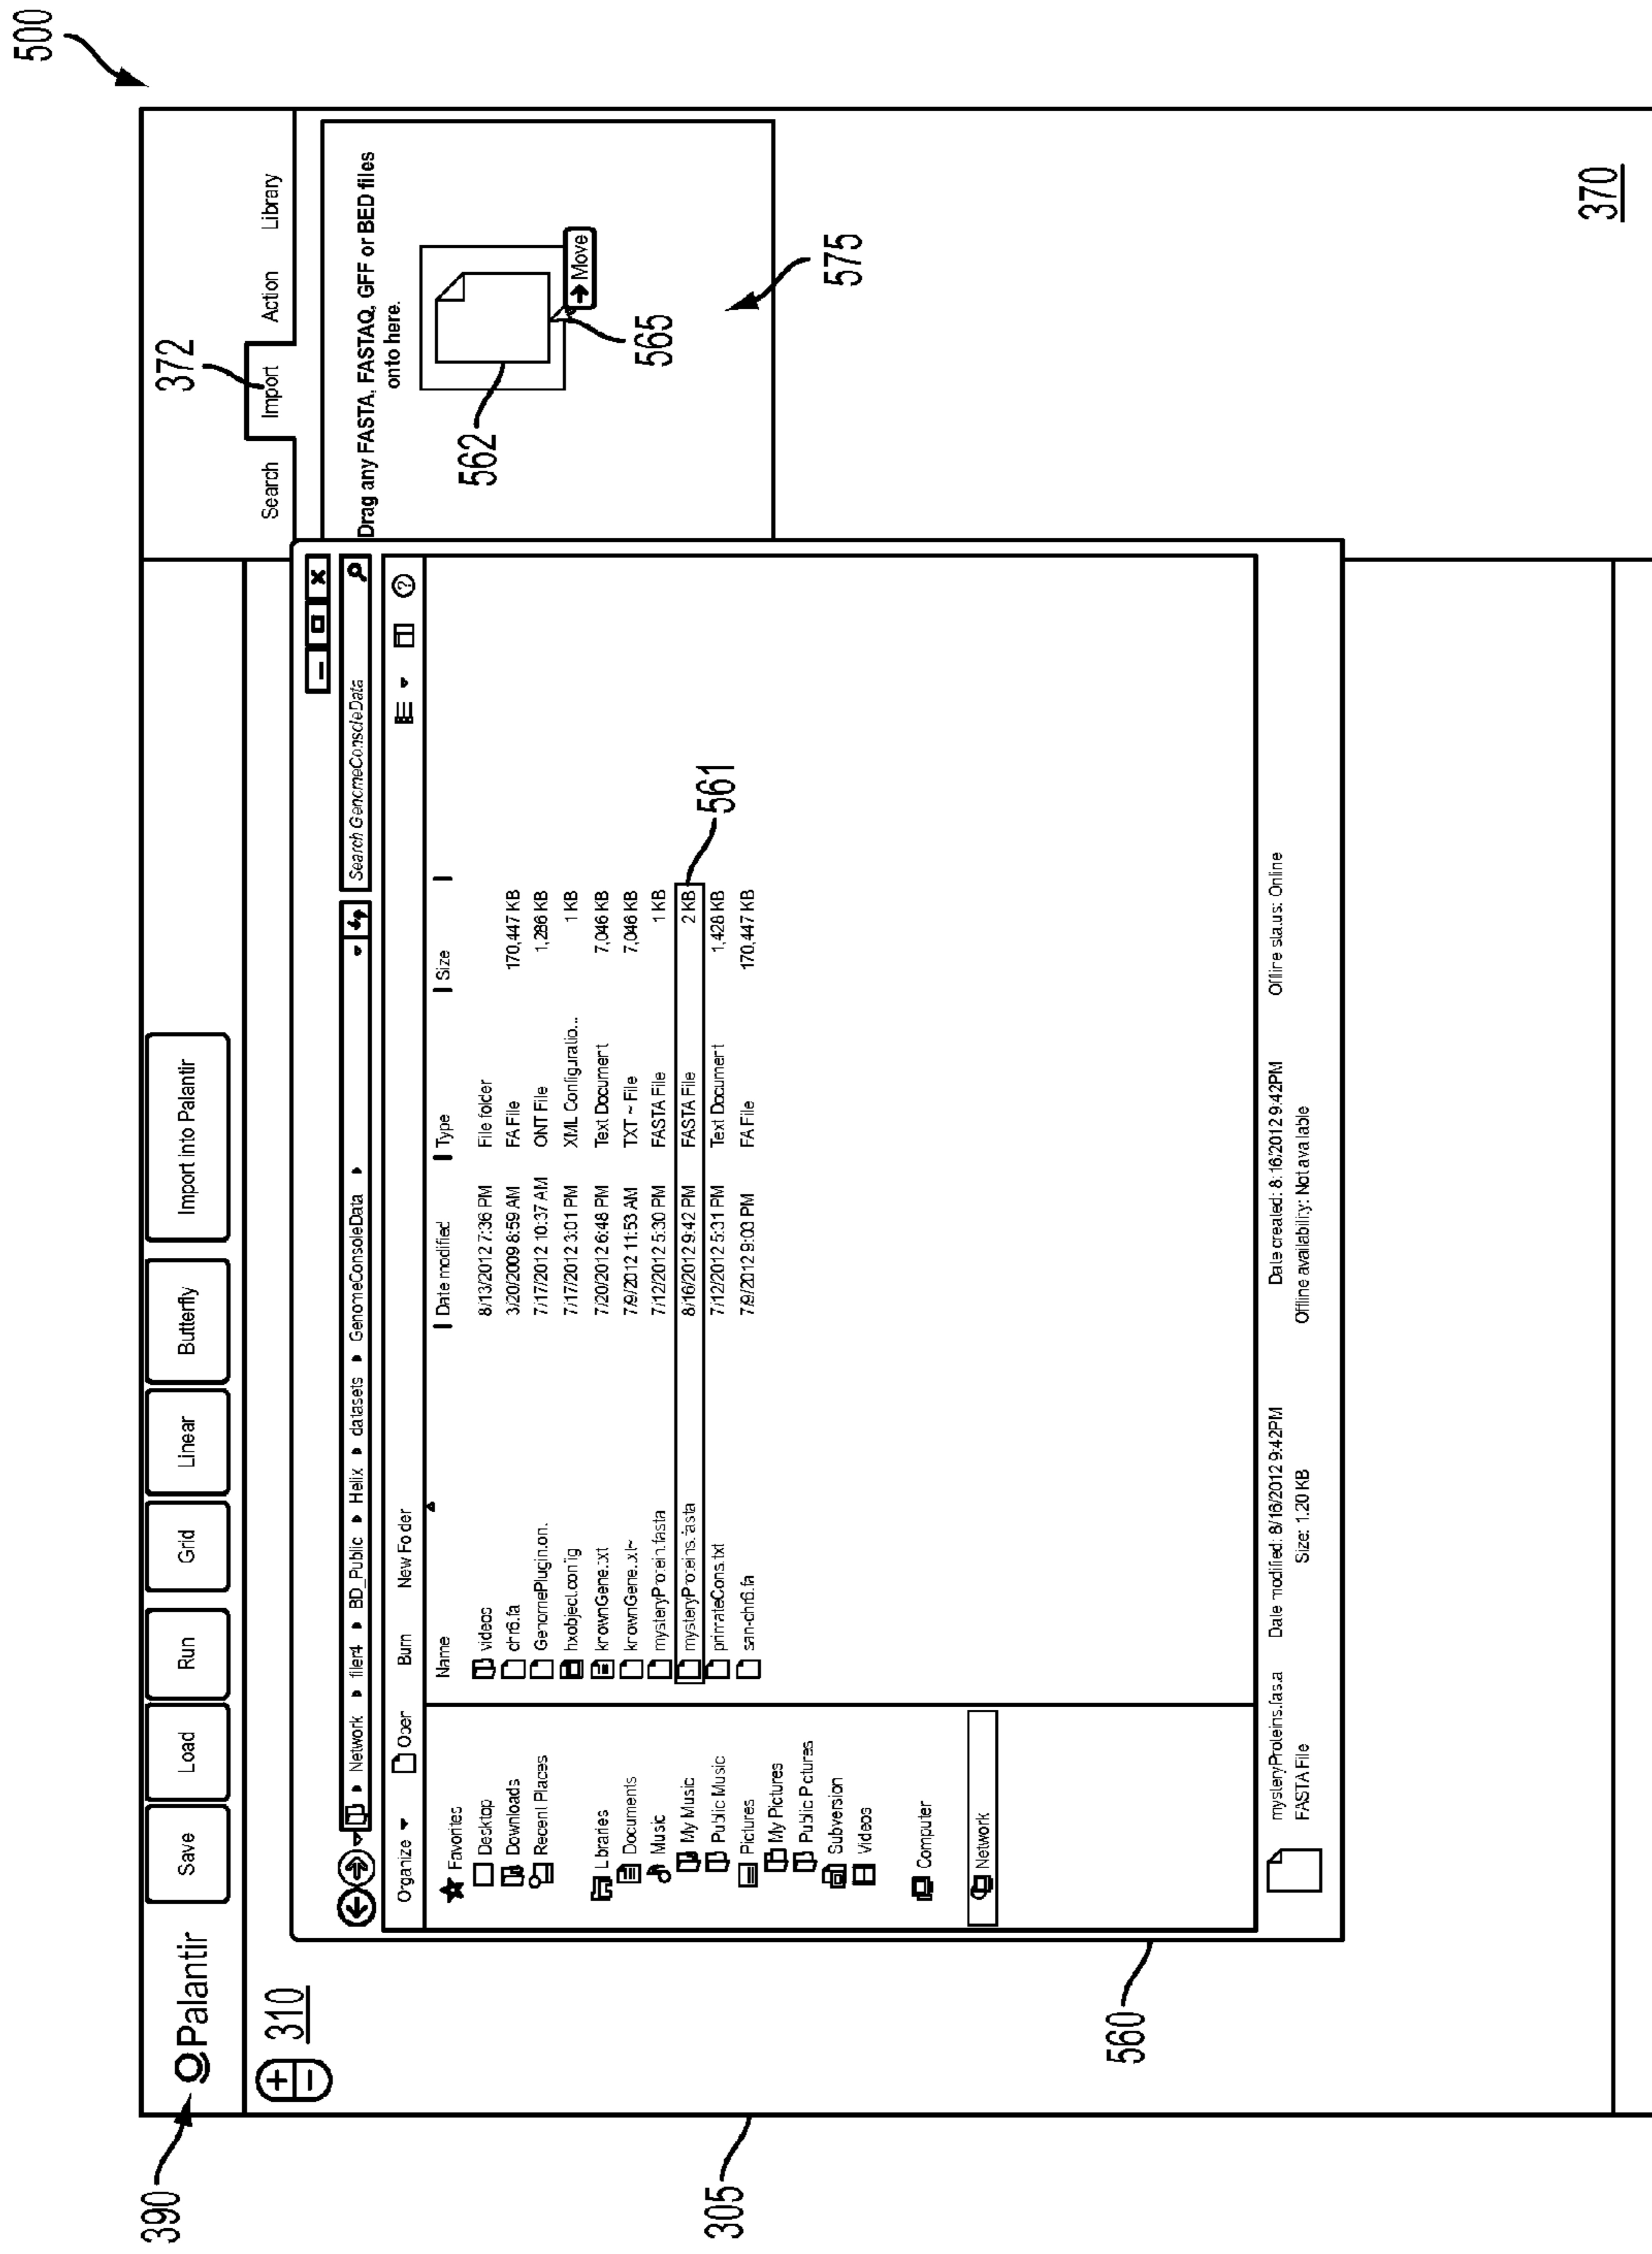 500
390
Palantir
Save
Load
Run
Grid
Linear
Butterfly
Import into Palantir
+
−
310
372
Search
Import
Action
Library
Drag any FASTA, FASTAQ, GFF or BED files
onto here.
Move
562
565
575
370
Network
filer4
BD_Public
Helix
datasets
GenomeConsoleData
Search GenomeConsoleData
Organize
Open
Burn
New Folder
Favorites
Desktop
Downloads
Recent Places
Libraries
Documents
Music
My Music
Public Music
Pictures
My Pictures
Public Pictures
Subversion
Videos
Computer
Network
Name Date modified Type Size
videos 8/13/2012 7:36 PM File folder
chr6.fa 3/20/2009 8:59 AM FA File 170,447 KB
GenomePlugin.on. 7/17/2012 10:37 AM ONT File 1,286 KB
hxobject.config 7/17/2012 3:01 PM XML Configuratio... 1 KB
knownGene.txt 7/20/2012 6:48 PM Text Document 7,046 KB
knownGene.txt~ 7/9/2012 11:53 AM TXT ~ File 7,046 KB
mysteryProtein.fasta 7/12/2012 5:30 PM FASTA File 1 KB
mysteryProteins.fasta 8/16/2012 9:42 PM FASTA File 2 KB
primateCons.txt 7/12/2012 5:31 PM Text Document 1,428 KB
san-chr6.fa 7/9/2012 9:03 PM FA File 170,447 KB
561
mysteryProteins.fasta Date modified: 8/16/2012 9:42PM Date created: 8/16/2012 9:42PM Offline status: Online
FASTA File Size: 1.20 KB Offline availability: Not available
560
305